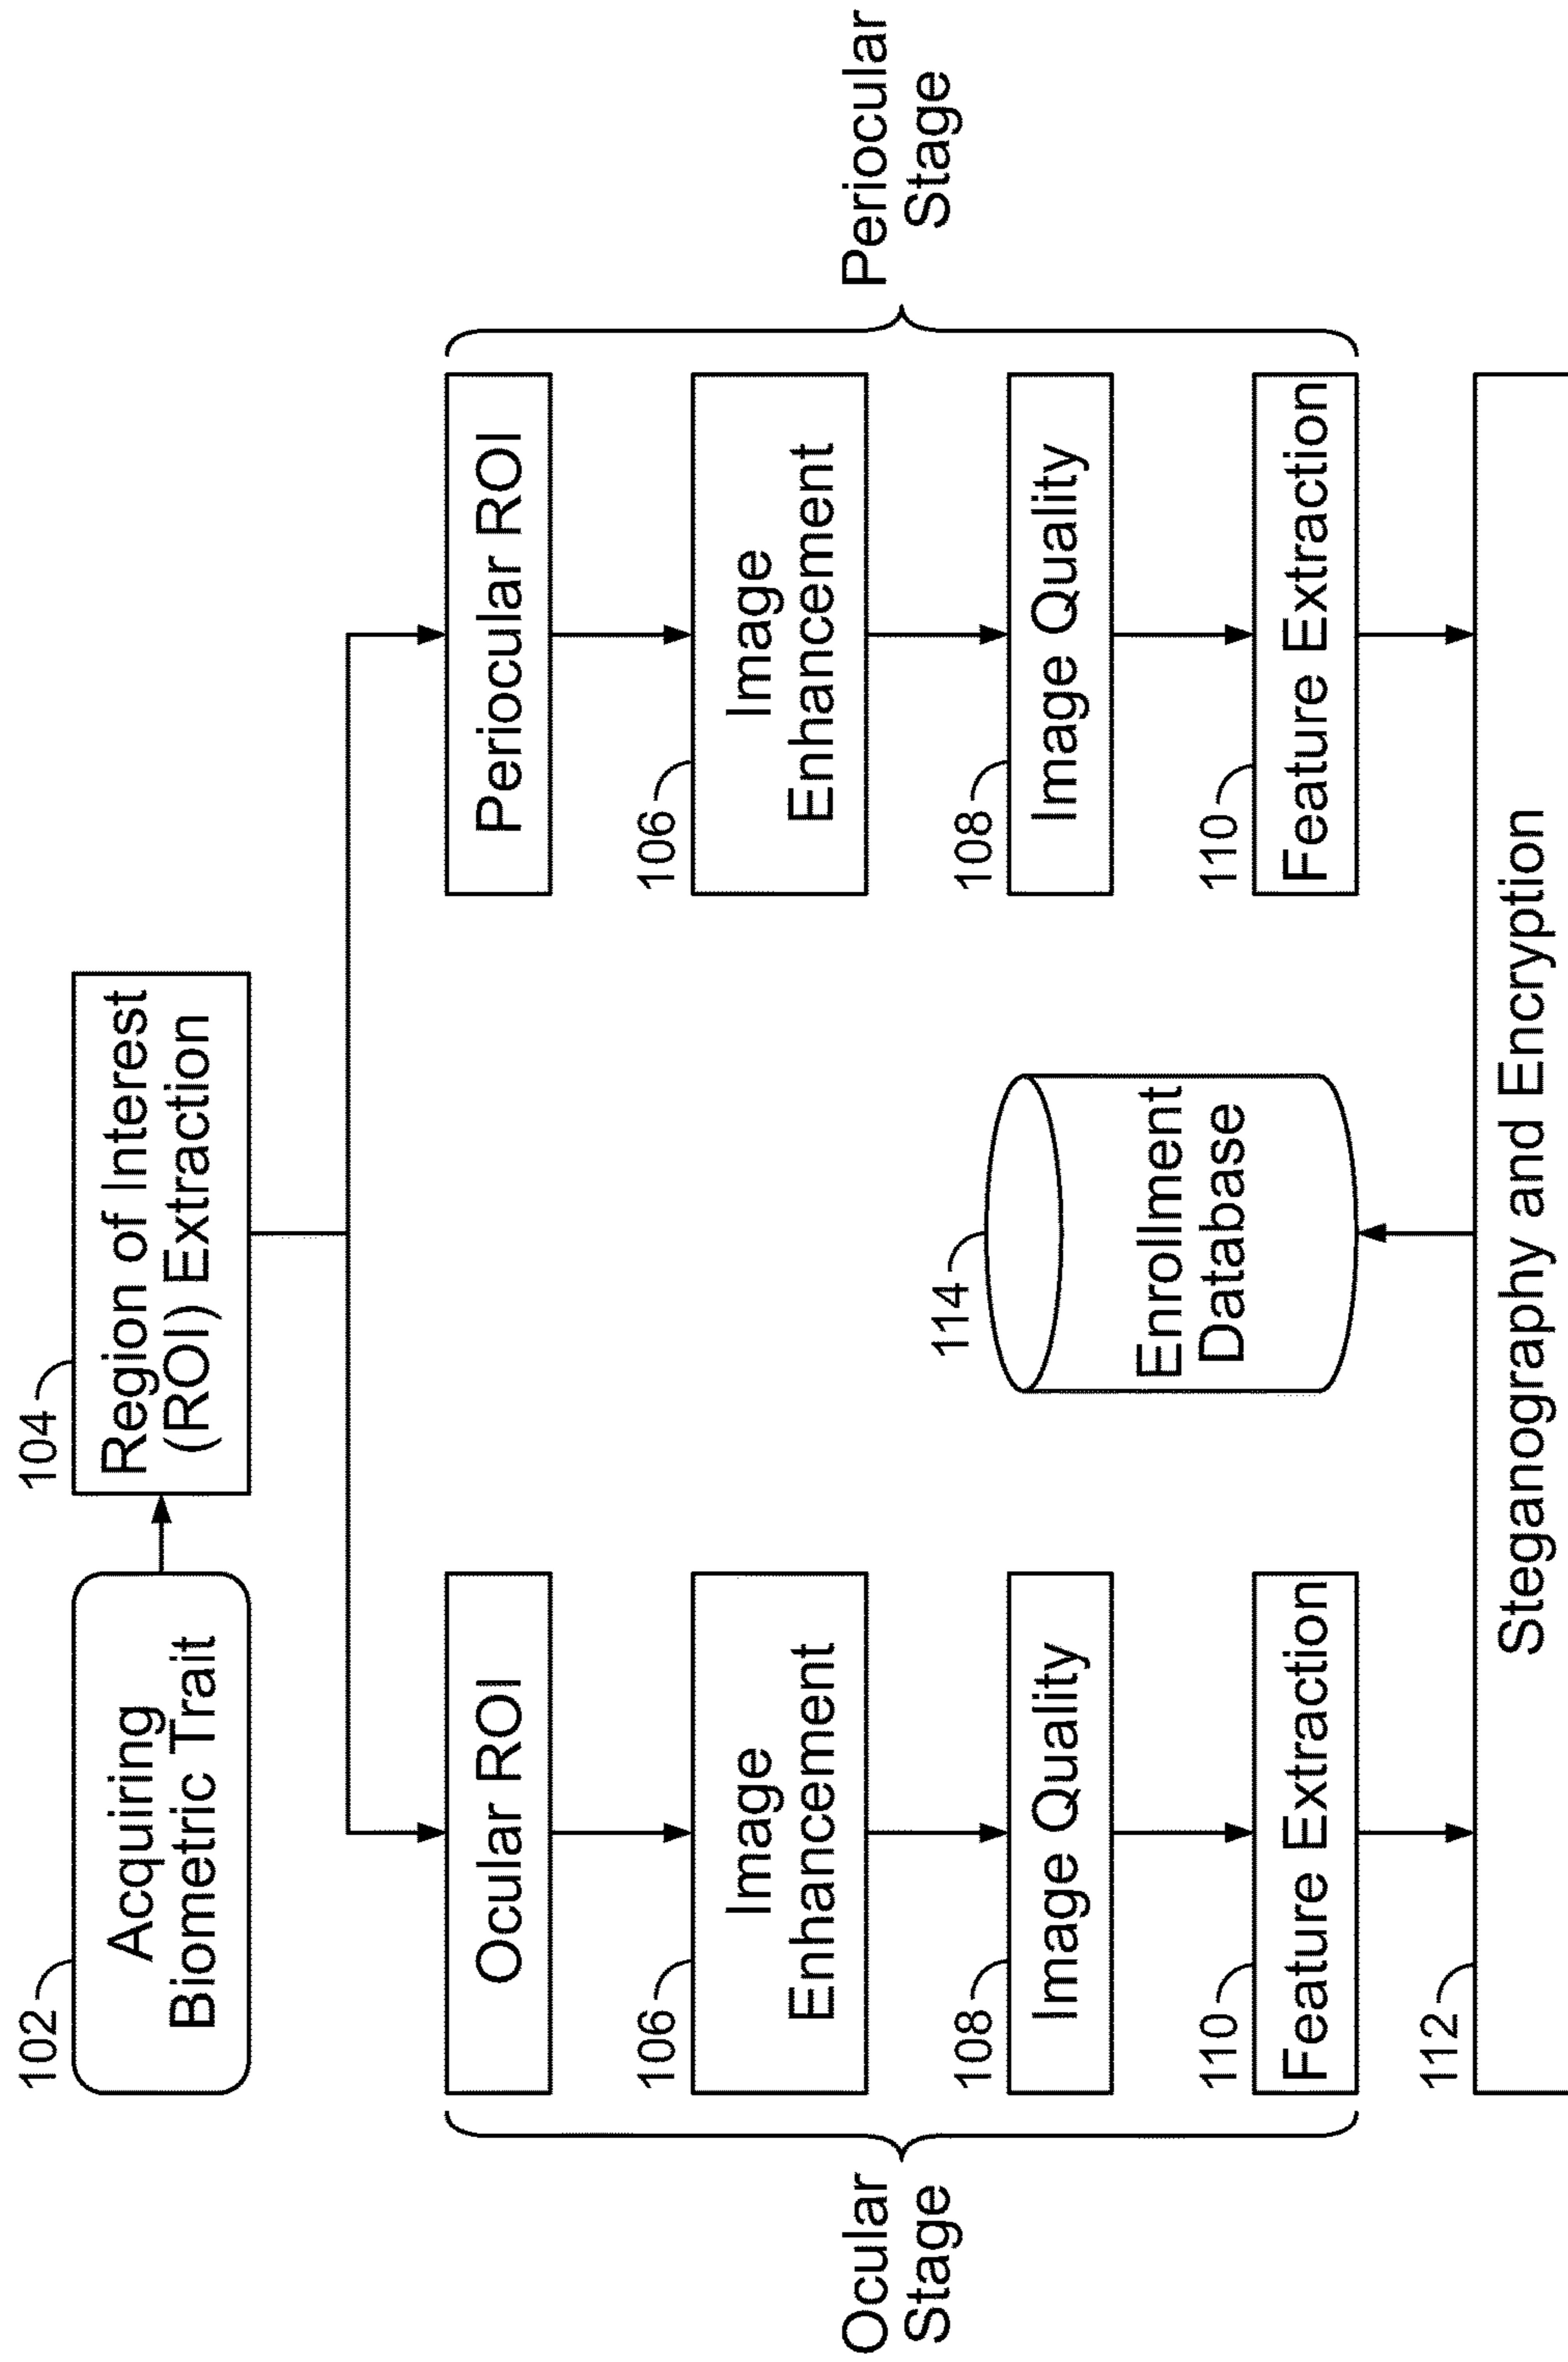 102
Acquiring
Biometric Trait
104
Region of Interest
(ROI) Extraction
Ocular
Stage
Ocular ROI
106
Image
Enhancement
108
Image Quality
110
Feature Extraction
114
Enrollment
Database
Periocular ROI
106
Image
Enhancement
108
Image Quality
110
Feature Extraction
Periocular
Stage
112
Steganography and Encryption